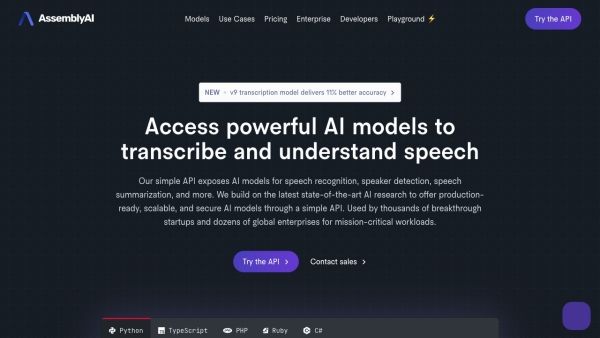 AssemblyAI
Models Use Cases Pricing Enterprise Developers Playground ⚡ Try the API
NEW • v9 transcription model delivers 11% better accuracy >
Access powerful AI models to
transcribe and understand speech
Our simple API exposes AI models for speech recognition, speaker detection, speech
summarization, and more. We build on the latest state-of-the-art AI research to offer production-
ready, scalable, and secure AI models through a simple API. Used by thousands of breakthrough
startups and dozens of global enterprises for mission-critical workloads.
Try the API > Contact sales >
Python TypeScript PHP Ruby C#